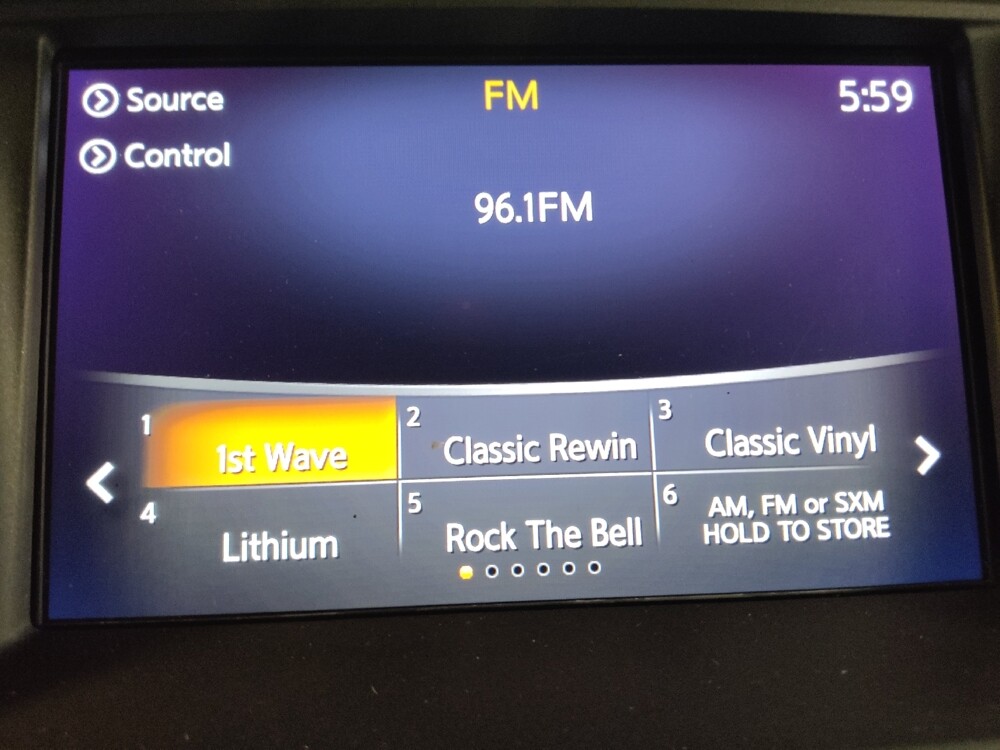 Source
FM
5:59
Control
96.1FM
1
1st Wave
2
Classic Rewin
3
Classic Vinyl
4
Lithium
5
Rock The Bell
6
AM, FM or SXM
HOLD TO STORE